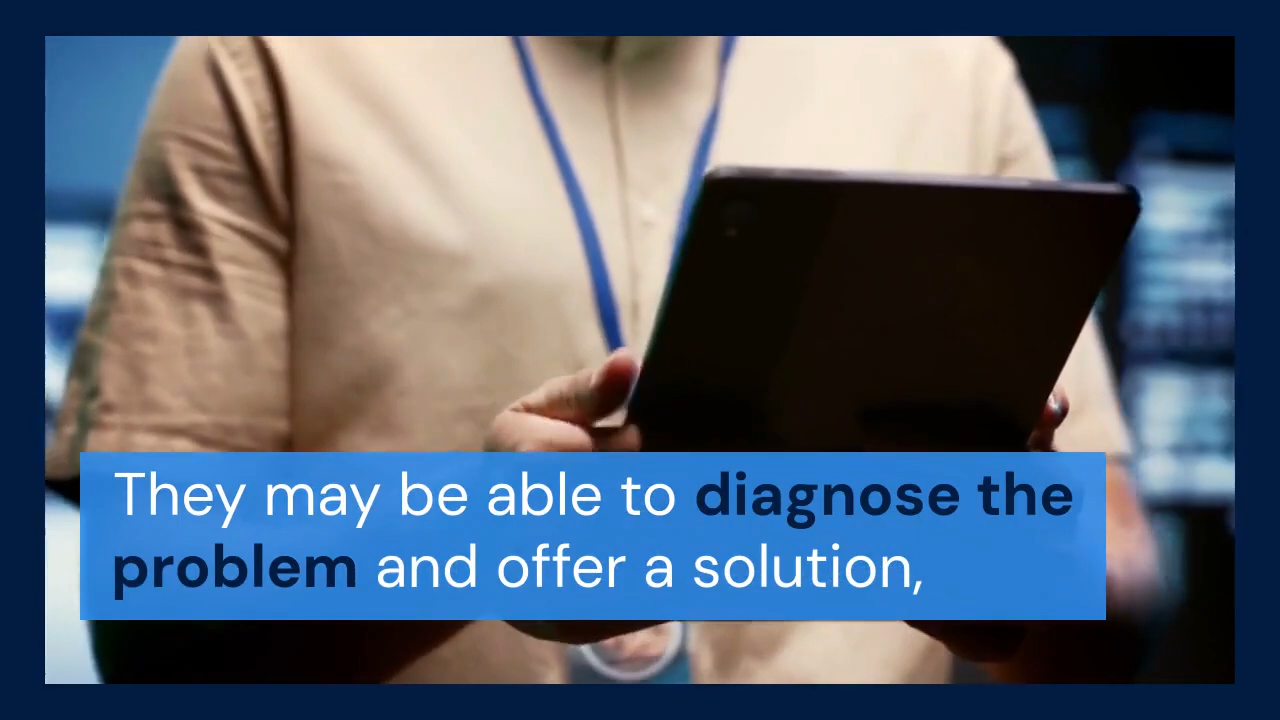 They may be able to diagnose the
problem and offer a solution,